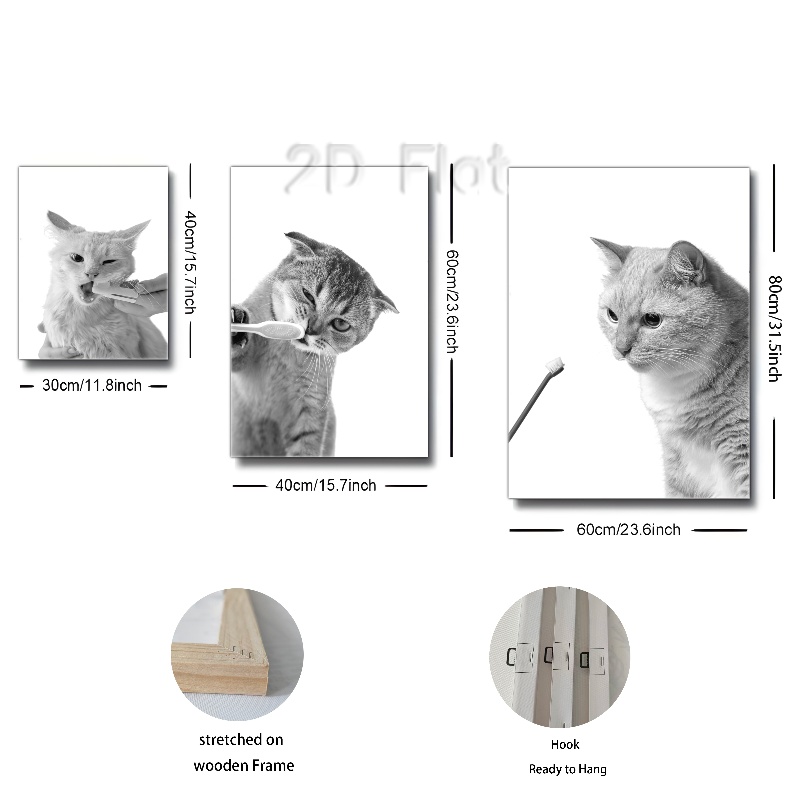 2D Flat
40cm/15.7inch
60cm/23.6inch
80cm/31.5inch
30cm/11.8inch
40cm/15.7inch
60cm/23.6inch
stretched on
wooden Frame
Hook
Ready to Hang